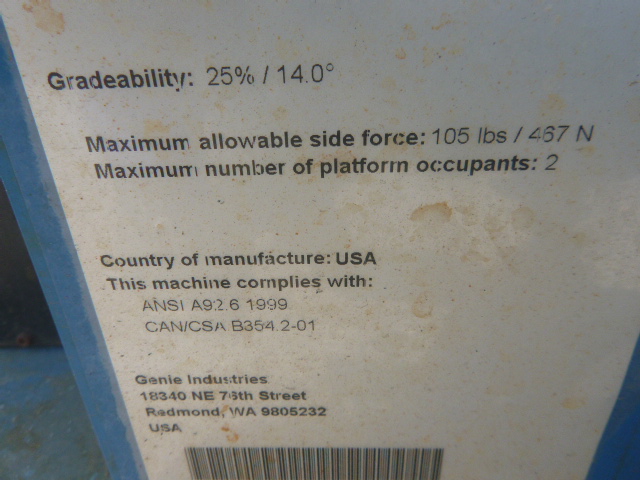 Gradeability: 25% / 14.0°
Maximum allowable side force: 105 lbs / 467 N
Maximum number of platform occupants: 2
Country of manufacture: USA
This machine complies with:
ANSI A92.6 1999
CAN/CSA B354.2-01
Genie Industries
18340 NE 76th Street
Redmond, WA 9805232
USA